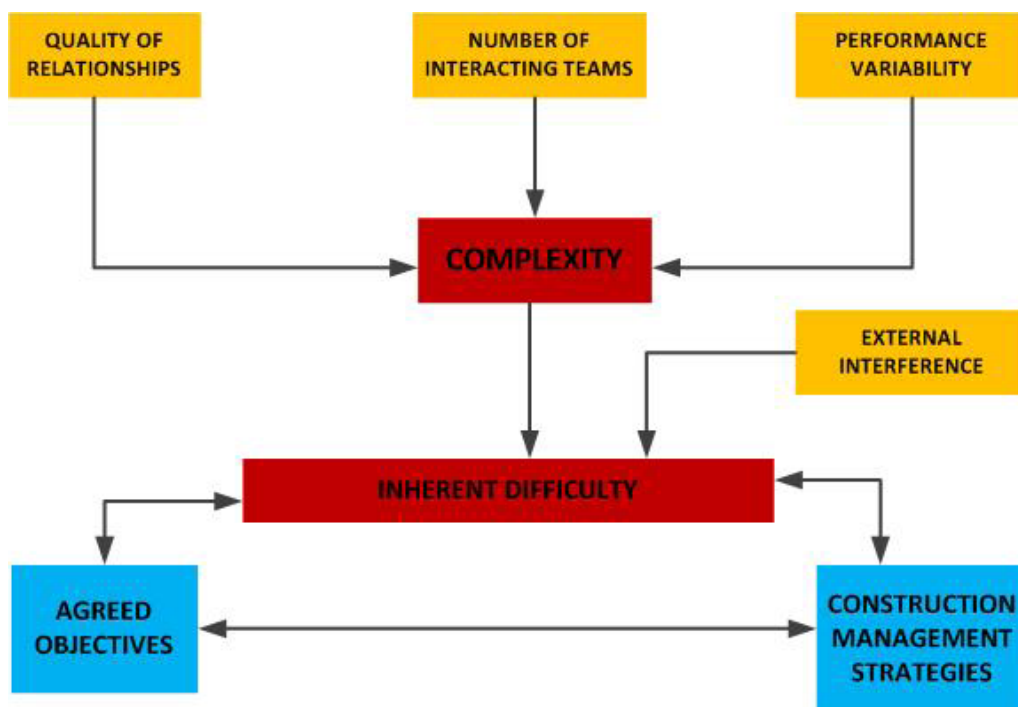 QUALITY OF
RELATIONSHIPS
NUMBER OF
INTERACTING TEAMS
PERFORMANCE
VARIABILITY
COMPLEXITY
EXTERNAL
INTERFERENCE
INHERENT DIFFICULTY
AGREED
OBJECTIVES
CONSTRUCTION
MANAGEMENT
STRATEGIES